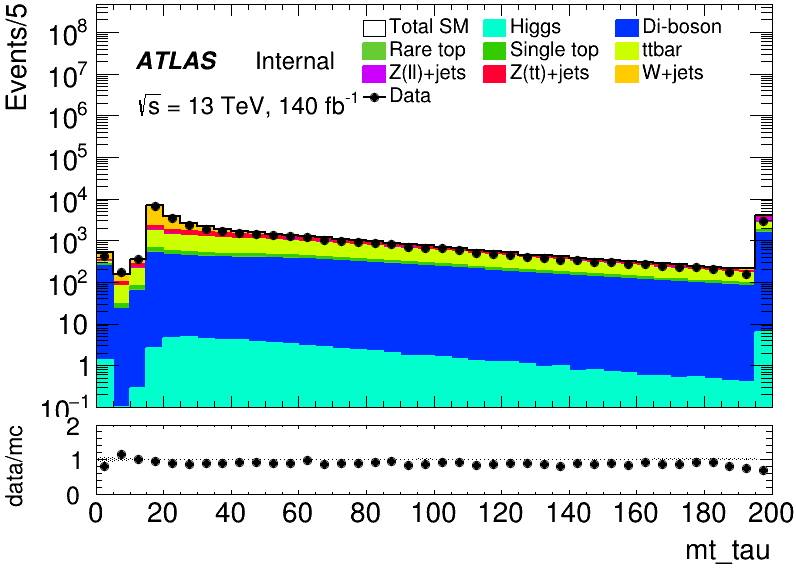 Events/5
10⁸
10⁷
10⁶
10⁵
10⁴
10³
10²
10
1
10⁻¹
ATLAS Internal
√s = 13 TeV, 140 fb⁻¹
Total SM Higgs Di-boson
Rare top Single top ttbar
Z(ll)+jets Z(tt)+jets W+jets
Data
data/mc
2
1
0
0 20 40 60 80 100 120 140 160 180 200
mt_tau